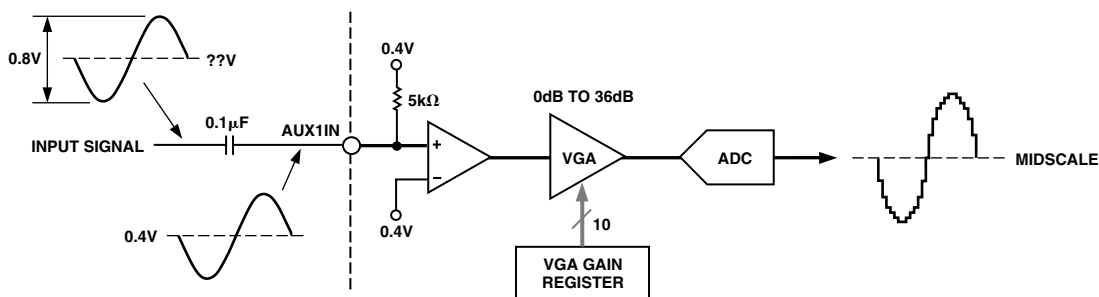 0.8V
??V
0.4V
5kΩ
0dB TO 36dB
0.1μF
AUX1IN
INPUT SIGNAL
+
–
VGA
ADC
MIDSCALE
0.4V
0.4V
10
VGA GAIN
REGISTER